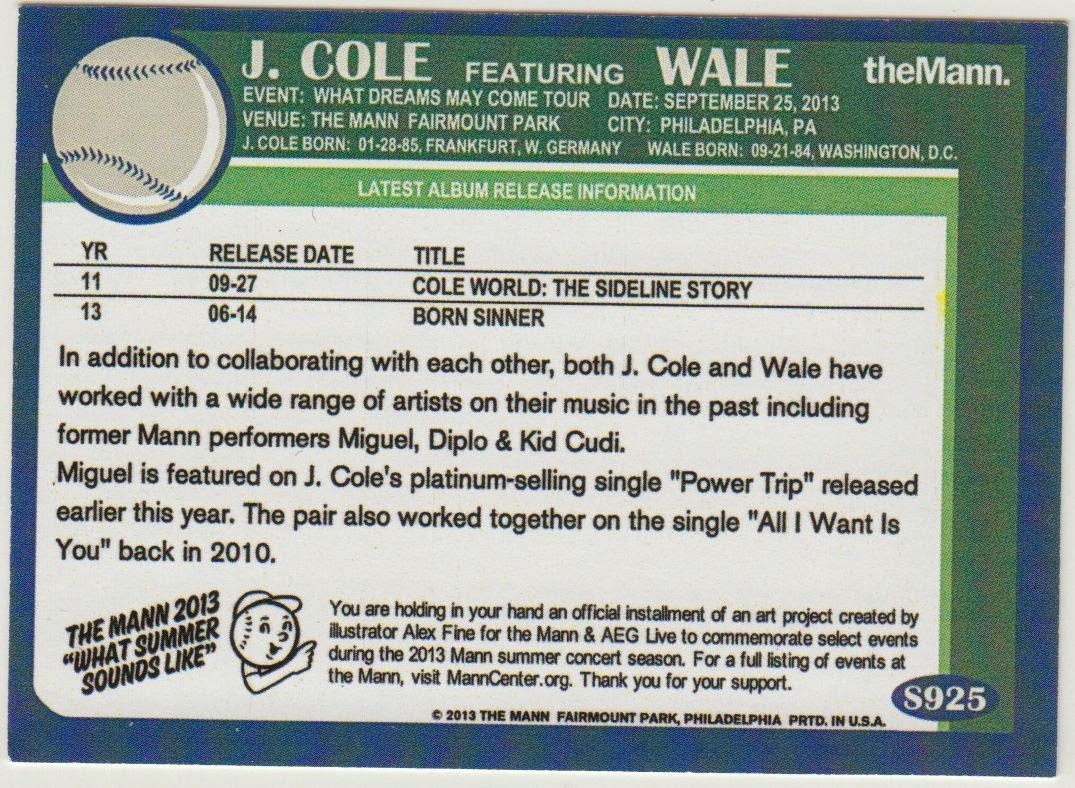 J. COLE FEATURING WALE theMann.
EVENT: WHAT DREAMS MAY COME TOUR DATE: SEPTEMBER 25, 2013
VENUE: THE MANN FAIRMOUNT PARK CITY: PHILADELPHIA, PA
J. COLE BORN: 01-28-85, FRANKFURT, W. GERMANY WALE BORN: 09-21-84, WASHINGTON, D.C.
LATEST ALBUM RELEASE INFORMATION
YR RELEASE DATE TITLE
11 09-27 COLE WORLD: THE SIDELINE STORY
13 06-14 BORN SINNER
In addition to collaborating with each other, both J. Cole and Wale have
worked with a wide range of artists on their music in the past including
former Mann performers Miguel, Diplo & Kid Cudi.
Miguel is featured on J. Cole's platinum-selling single "Power Trip" released
earlier this year. The pair also worked together on the single "All I Want Is
You" back in 2010.
THE MANN 2013
"WHAT SUMMER
SOUNDS LIKE"
You are holding in your hand an official installment of an art project created by
illustrator Alex Fine for the Mann & AEG Live to commemorate select events
during the 2013 Mann summer concert season. For a full listing of events at
the Mann, visit MannCenter.org. Thank you for your support.
S925
© 2013 THE MANN FAIRMOUNT PARK, PHILADELPHIA PRTD. IN U.S.A.